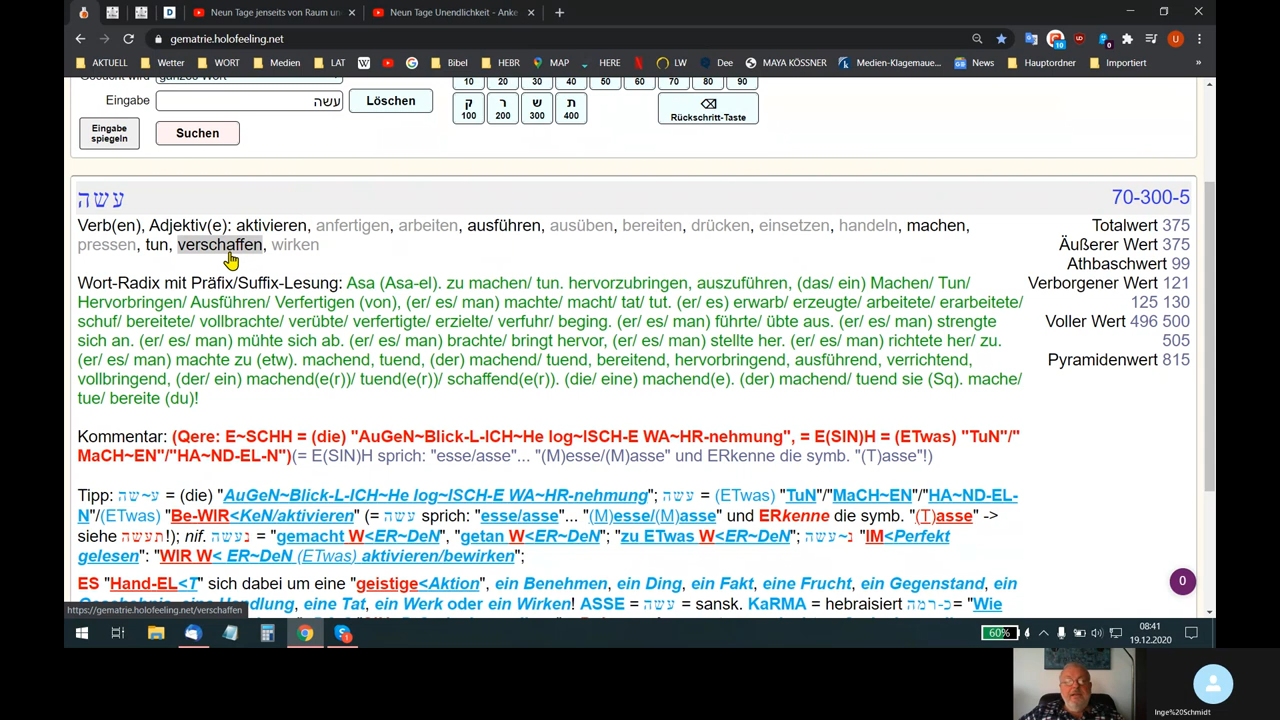 Neun Tage jenseits von Raum un
Neun Tage Unendlichkeit - Anke
gematrie.holofeeling.net
AKTUELL Wetter WORT Medien LAT Bibel HEBR MAP HERE LW Dee MAYA KÖSSNER Medien-Klagemaue... News Hauptordner Importiert »
10 20 30 40 50 60 70 80 90
Eingabe עשה Löschen
ק ר ש ת
100 200 300 400
Rückschritt-Taste
Eingabe spiegeln Suchen
עשה 70-300-5
Verb(en), Adjektiv(e): aktivieren, anfertigen, arbeiten, ausführen, ausüben, bereiten, drücken, einsetzen, handeln, machen,
pressen, tun, verschaffen, wirken
Totalwert 375
Äußerer Wert 375
Athbaschwert 99
Verborgener Wert 121
125 130
Voller Wert 496 500
505
Pyramidenwert 815
Wort-Radix mit Präfix/Suffix-Lesung: Asa (Asa-el). zu machen/ tun. hervorzubringen, auszuführen, (das/ ein) Machen/ Tun/
Hervorbringen/ Ausführen/ Verfertigen (von), (er/ es/ man) machte/ macht/ tat/ tut. (er/ es) erwarb/ erzeugte/ arbeitete/ erarbeitete/
schuf/ bereitete/ vollbrachte/ verübte/ verfertigte/ erzielte/ verfuhr/ beging. (er/ es/ man) führte/ übte aus. (er/ es/ man) strengte
sich an. (er/ es/ man) mühte sich ab. (er/ es/ man) brachte/ bringt hervor, (er/ es/ man) stellte her. (er/ es/ man) richtete her/ zu.
(er/ es/ man) machte zu (etw). machend, tuend, (der) machend/ tuend, bereitend, hervorbringend, ausführend, verrichtend,
vollbringend, (der/ ein) machend(e(r))/ tuend(e(r))/ schaffend(e(r). (die/ eine) machend(e). (der) machend/ tuend sie (Sq). mache/
tue/ bereite (du)!
Kommentar: (Qere: E~SCHH = (die) "AuGeN~Blick-L-ICH~He log~ISCH-E WA~HR-nehmung", = E(SIN)H = (ETwas) "TuN"/"
MaCH~EN"/"HA~ND-EL-N")(= E(SIN)H sprich: "esse/asse"... "(M)esse/(M)asse" und ERkenne die symb. "(T)asse"!)
Tipp: ע~שה = (die) "AuGeN~Blick-L-ICH~He log~ISCH-E WA~HR-nehmung"; עשה = (ETwas) "TuN"/"MaCH~EN"/"HA~ND-EL-
N"/(ETwas) "Be-WIR<KeN/aktivieren" (= עשה sprich: "esse/asse"... "(M)esse/(M)asse" und ERkenne die symb. "(T)asse" ->
siehe תעשה!); nif. נעשה = "gemacht W<ER~DeN", "getan W<ER~DeN"; "zu ETwas W<ER~DeN"; נ~עשה "IM<Perfekt
gelesen": "WIR W< ER~DeN (ETwas) aktivieren/bewirken";
ES "Hand-EL<T" sich dabei um eine "geistige<Aktion", ein Benehmen, ein Ding, ein Fakt, eine Frucht, ein Gegenstand, ein
eine Tat, ein Werk oder ein Wirken! ASSE = עשה = sansk. KaRMA = hebraisiert כ-רמה = "Wie
https://gematrie.holofeeling.net/verschaffen
0
60% 08:41
19.12.2020
Inge%20Schmidt